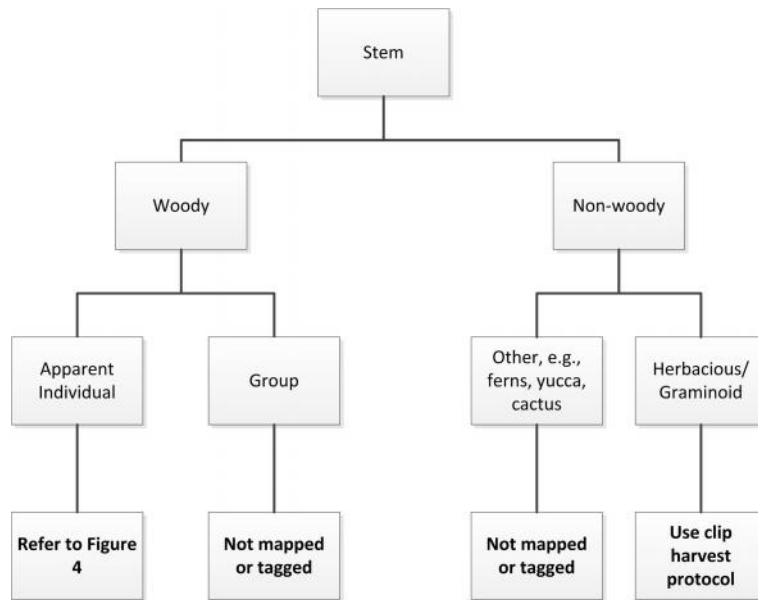 Stem
Woody
Non-woody
Apparent
Individual
Group
Other, e.g.,
ferns, yucca,
cactus
Herbacious/
Graminoid
Refer to Figure
4
Not mapped
or tagged
Not mapped
or tagged
Use clip
harvest
protocol